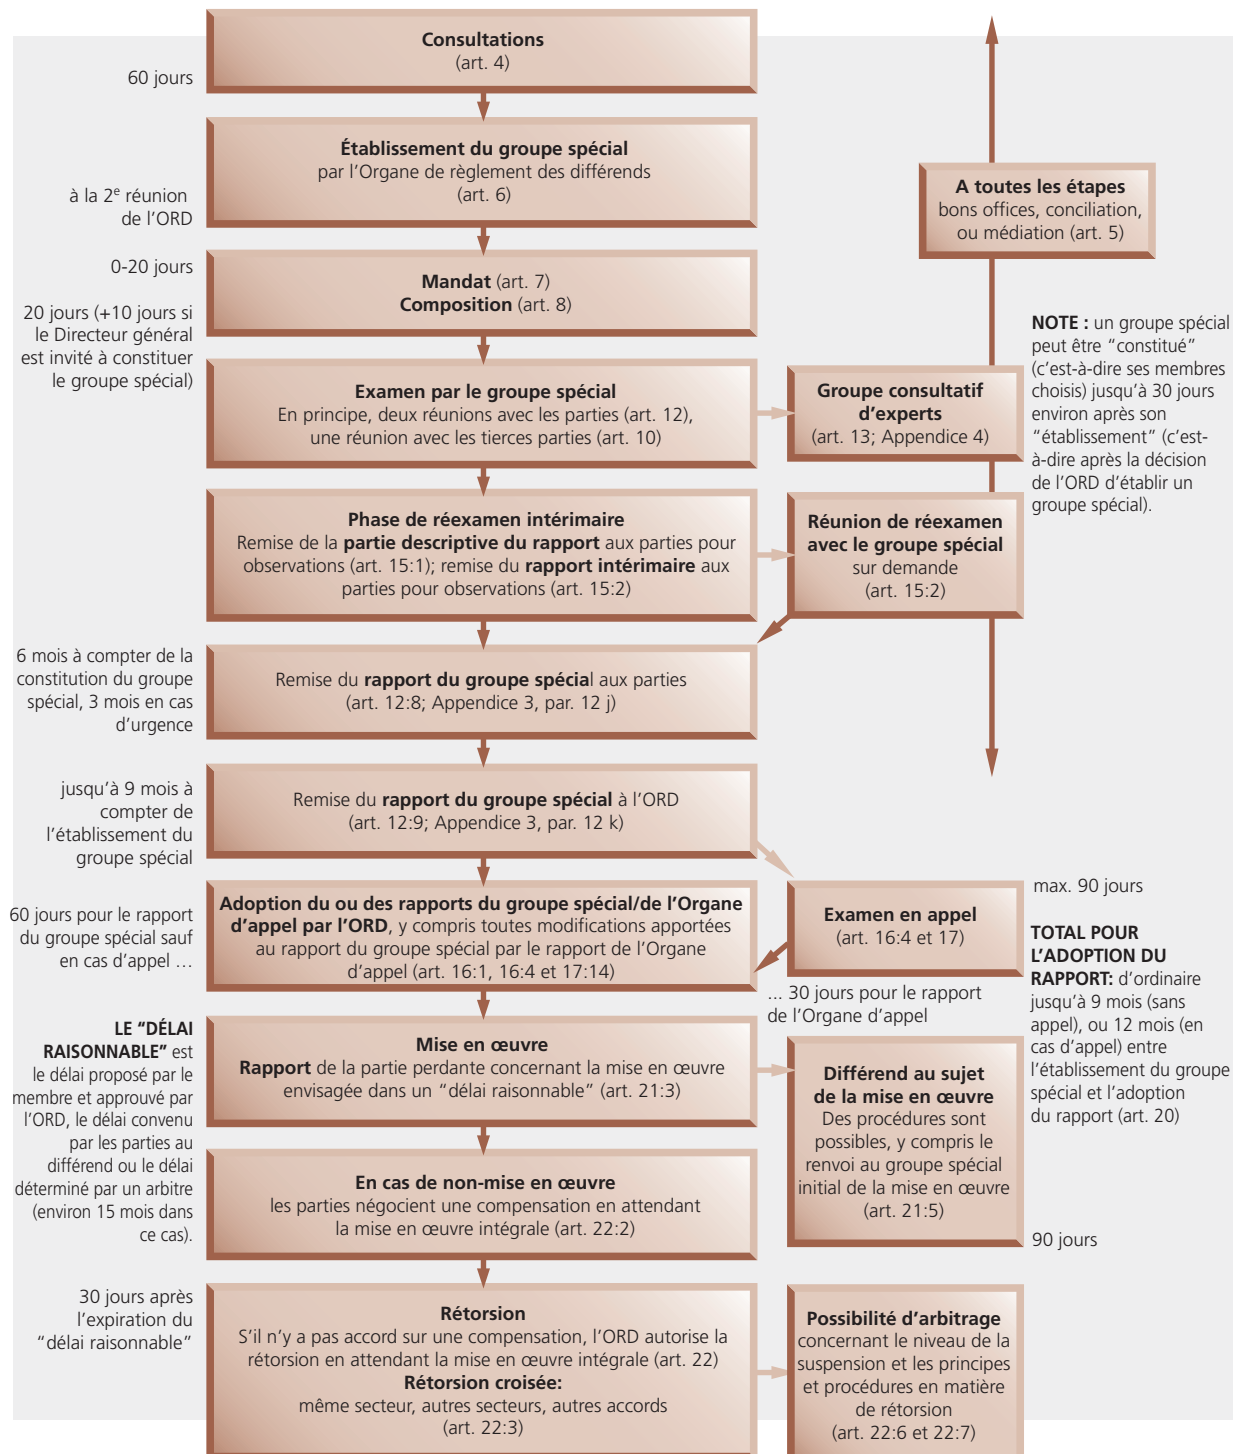 Consultations
(art. 4)
60 jours
Établissement du groupe spécial
par l'Organe de règlement des différends
(art. 6)
à la 2e réunion
de l'ORD
A toutes les étapes
bons offices, conciliation,
ou médiation (art. 5)
0-20 jours
Mandat (art. 7)
Composition (art. 8)
20 jours (+10 jours si
le Directeur général
est invité à constituer
le groupe spécial)
NOTE : un groupe spécial
peut être “constitué”
(c'est-à-dire ses membres
choisis) jusqu'à 30 jours
environ après son
“établissement” (c'est-
à-dire après la décision
de l'ORD d'établir un
groupe spécial).
Examen par le groupe spécial
En principe, deux réunions avec les parties (art. 12),
une réunion avec les tierces parties (art. 10)
Groupe consultatif
d'experts
(art. 13; Appendice 4)
Phase de réexamen intérimaire
Remise de la partie descriptive du rapport aux parties pour
observations (art. 15:1); remise du rapport intérimaire aux
parties pour observations (art. 15:2)
Réunion de réexamen
avec le groupe spécial
sur demande
(art. 15:2)
6 mois à compter de la
constitution du groupe
spécial, 3 mois en cas
d'urgence
Remise du rapport du groupe spécial aux parties
(art. 12:8; Appendice 3, par. 12 j)
jusqu'à 9 mois à
compter de
l'établissement du
groupe spécial
Remise du rapport du groupe spécial à l'ORD
(art. 12:9; Appendice 3, par. 12 k)
60 jours pour le rapport
du groupe spécial sauf
en cas d'appel …
Adoption du ou des rapports du groupe spécial/de l'Organe
d'appel par l'ORD, y compris toutes modifications apportées
au rapport du groupe spécial par le rapport de l'Organe
d'appel (art. 16:1, 16:4 et 17:14)
Examen en appel
(art. 16:4 et 17)
max. 90 jours
... 30 jours pour le rapport
de l'Organe d'appel
TOTAL POUR
L'ADOPTION DU
RAPPORT: d'ordinaire
jusqu'à 9 mois (sans
appel), ou 12 mois (en
cas d'appel) entre
l'établissement du groupe
spécial et l'adoption
du rapport (art. 20)
LE “DÉLAI
RAISONNABLE” est
le délai proposé par le
membre et approuvé par
l'ORD, le délai convenu
par les parties au
différend ou le délai
déterminé par un arbitre
(environ 15 mois dans
ce cas).
Mise en œuvre
Rapport de la partie perdante concernant la mise en œuvre
envisagée dans un “délai raisonnable” (art. 21:3)
Différend au sujet
de la mise en œuvre
Des procédures sont
possibles, y compris le
renvoi au groupe spécial
initial de la mise en œuvre
(art. 21:5)
90 jours
En cas de non-mise en œuvre
les parties négocient une compensation en attendant
la mise en œuvre intégrale (art. 22:2)
30 jours après
l'expiration du
“délai raisonnable”
Rétorsion
S'il n'y a pas accord sur une compensation, l'ORD autorise la
rétorsion en attendant la mise en œuvre intégrale (art. 22)
Rétorsion croisée:
même secteur, autres secteurs, autres accords
(art. 22:3)
Possibilité d'arbitrage
concernant le niveau de la
suspension et les principes
et procédures en matière
de rétorsion
(art. 22:6 et 22:7)